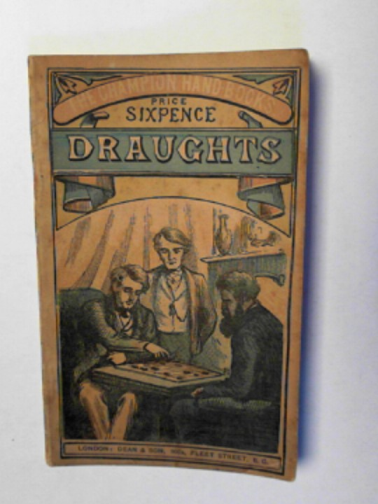 THE CHAMPION HAND-BOOKS
PRICE
SIXPENCE
DRAUGHTS
LONDON: DEAN & SON, 160A, FLEET STREET, E. C.